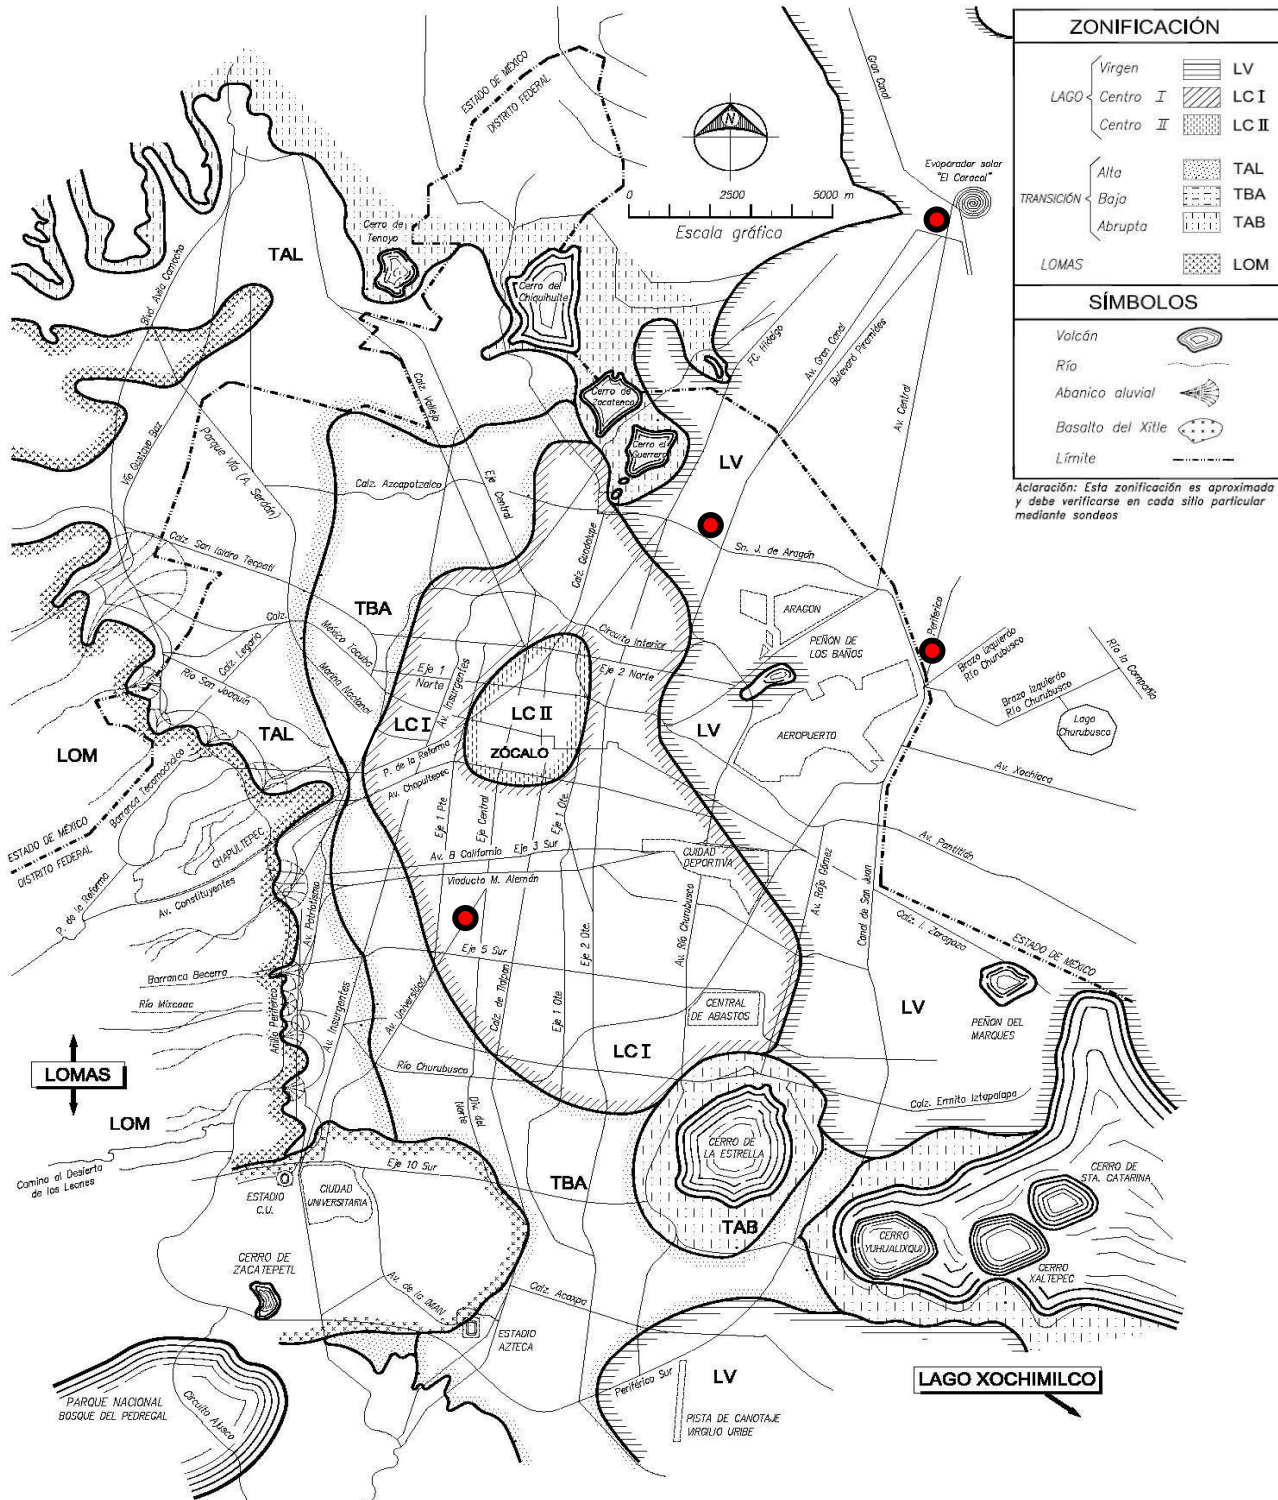 ZONIFICACIÓN
LAGO
Virgen LV
Centro I LC I
Centro II LC II
TRANSICIÓN
Alta TAL
Baja TBA
Abrupta TAB
LOMAS LOM
SÍMBOLOS
Volcán
Río
Abanico aluvial
Basalto del Xitle
Límite
Aclaración: Esta zonificación es aproximada
y debe verificarse en cada sitio particular
mediante sondeos
ESTADO DE MÉXICO
DISTRITO FEDERAL
N
0 2500 5000 m
Escala gráfica
Gran Canal
Evaporador solar
"El Caracol"
TAL
Cerro de
Tenayo
Cerro del
Chiquihuite
Blvd. Avila Camacho
FC. Hidalgo
Av. Gran Canal
Bolevard Piramides
Av. Central
Calz. Vallejo
Cerro de
Zacatenco
Cerro el
Guerrero
LV
Vía Gustavo Baz
Parque Vía (A. Serdán)
Calz. Azcapotzalco
Eje Central
Calz. Guadalupe
Sn. J. de Aragón
Calz. San Isidro Tecpatl
TBA
Circuito Interior
ARAGON
PEÑON DE
LOS BAÑOS
Periferico
Brazo izquierdo
Río Churubusco
Brazo Izquierdo
Río Churubusco
Río la Compañia
Lago
Churubusco
Calz. México Tacuba
Calz. Legaria
Río San Joaquín
Marina Nacional
Eje 1
Norte
Av. Insurgentes
Eje 2 Norte
LC I
LC II
ZÓCALO
LV
AEROPUERTO
TAL
LOM
P. de la Reforma
Av. Chapultepec
Av. Xochiaca
Barranca Tecamachalco
ESTADO DE MÉXICO
DISTRITO FEDERAL
CHAPULTEPEC
P. de la Reforma
Av. Constituyentes
Av. Patriotismo
Eje 1 Pte
Eje Central
Eje 1 Ote
Av. B California Eje 3 Sur
Viaducto M. Alemán
CUIDAD
DEPORTIVA
Av. Pantitlán
Av. Rojo Gómez
Canal de San Juan
Calz. I. Zaragoza
ESTADO DE MÉXICO
Barranca Becerra
Río Mixcoac
Anillo Periférico
Av. Insurgentes
Av. Universidad
Eje 5 Sur
Calz. de Tlalpan
Eje 1 Ote
Eje 2 Ote.
Av. Río Churubusco
CENTRAL
DE ABASTOS
LV
PEÑON DEL
MARQUES
LOMAS
LC I
Río Churubusco
Div. del
Norte
Calz. Ermita Iztapalapa
LOM
Camino al Desierto
de los Leones
Eje 10 Sur
ESTADIO
C.U.
CIUDAD
UNIVERSITARIA
TBA
CERRO DE
LA ESTRELLA
TAB
CERRO DE
STA. CATARINA
CERRO
YUHUALIXQUI
CERRO
XALTEPEC
CERRO DE
ZACATEPETL
Av. de la IMAN
Calz. Acoxpa
ESTADIO
AZTECA
LV
LAGO XOCHIMILCO
Periférico Sur
PISTA DE CANOTAJE
VIRGILIO URIBE
PARQUE NACIONAL
BOSQUE DEL PEDREGAL
Circuito Ajusco